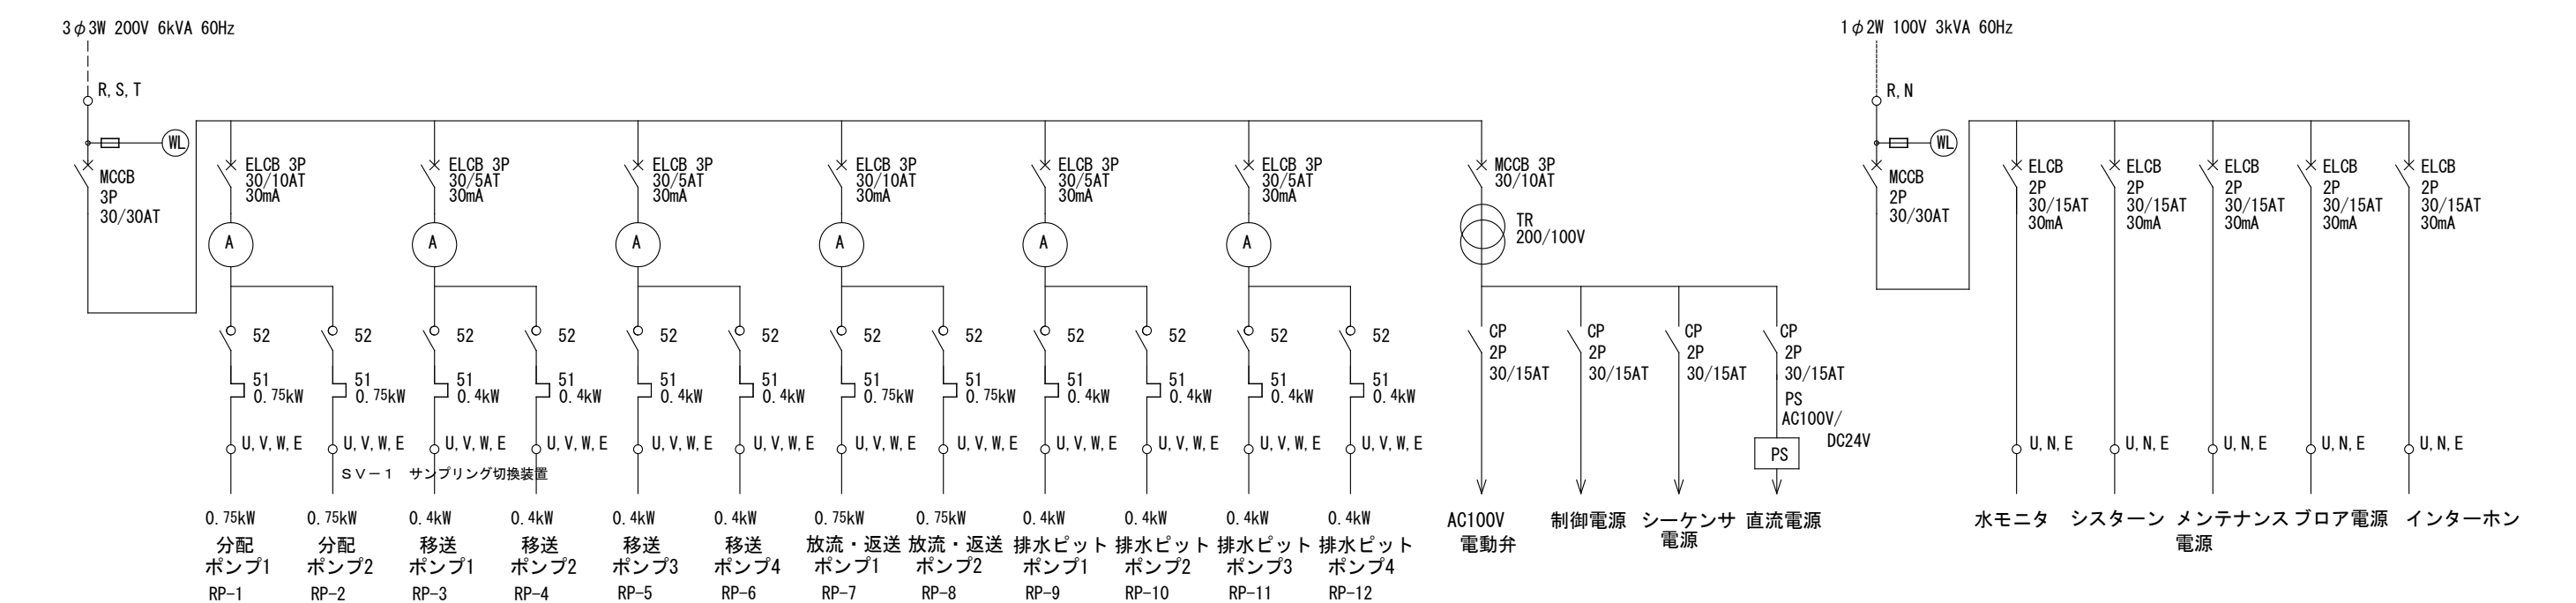 3φ3W 200V 6kVA 60Hz
1φ2W 100V 3kVA 60Hz
R,S,T
R,N
WL
WL
MCCB
3P
30/30AT
ELCB 3P
30/10AT
30mA
ELCB 3P
30/5AT
30mA
ELCB 3P
30/5AT
30mA
ELCB 3P
30/10AT
30mA
ELCB 3P
30/5AT
30mA
ELCB 3P
30/5AT
30mA
MCCB 3P
30/10AT
MCCB
2P
30/30AT
ELCB
2P
30/15AT
30mA
ELCB
2P
30/15AT
30mA
ELCB
2P
30/15AT
30mA
ELCB
2P
30/15AT
30mA
ELCB
2P
30/15AT
30mA
A
A
A
A
A
A
TR
200/100V
52
52
52
52
52
52
52
52
52
52
52
52
CP
2P
30/15AT
CP
2P
30/15AT
CP
2P
30/15AT
CP
2P
30/15AT
51
0.75kW
51
0.75kW
51
0.4kW
51
0.4kW
51
0.4kW
51
0.4kW
51
0.75kW
51
0.75kW
51
0.4kW
51
0.4kW
51
0.4kW
51
0.4kW
PS
AC100V/
DC24V
PS
U,V,W,E
U,V,W,E
U,V,W,E
U,V,W,E
U,V,W,E
U,V,W,E
U,V,W,E
U,V,W,E
U,V,W,E
U,V,W,E
U,V,W,E
U,V,W,E
U,N,E
U,N,E
U,N,E
U,N,E
U,N,E
SV−1 サンプリング切換装置
0.75kW
分配
ポンプ1
RP-1
0.75kW
分配
ポンプ2
RP-2
0.4kW
移送
ポンプ1
RP-3
0.4kW
移送
ポンプ2
RP-4
0.4kW
移送
ポンプ3
RP-5
0.4kW
移送
ポンプ4
RP-6
0.75kW
放流・返送
ポンプ1
RP-7
0.75kW
放流・返送
ポンプ2
RP-8
0.4kW
排水ピット
ポンプ1
RP-9
0.4kW
排水ピット
ポンプ2
RP-10
0.4kW
排水ピット
ポンプ3
RP-11
0.4kW
排水ピット
ポンプ4
RP-12
AC100V
電動弁
制御電源
シーケンサ
電源
直流電源
水モニタ
シスターン
メンテナンス
電源
ブロア電源
インターホン